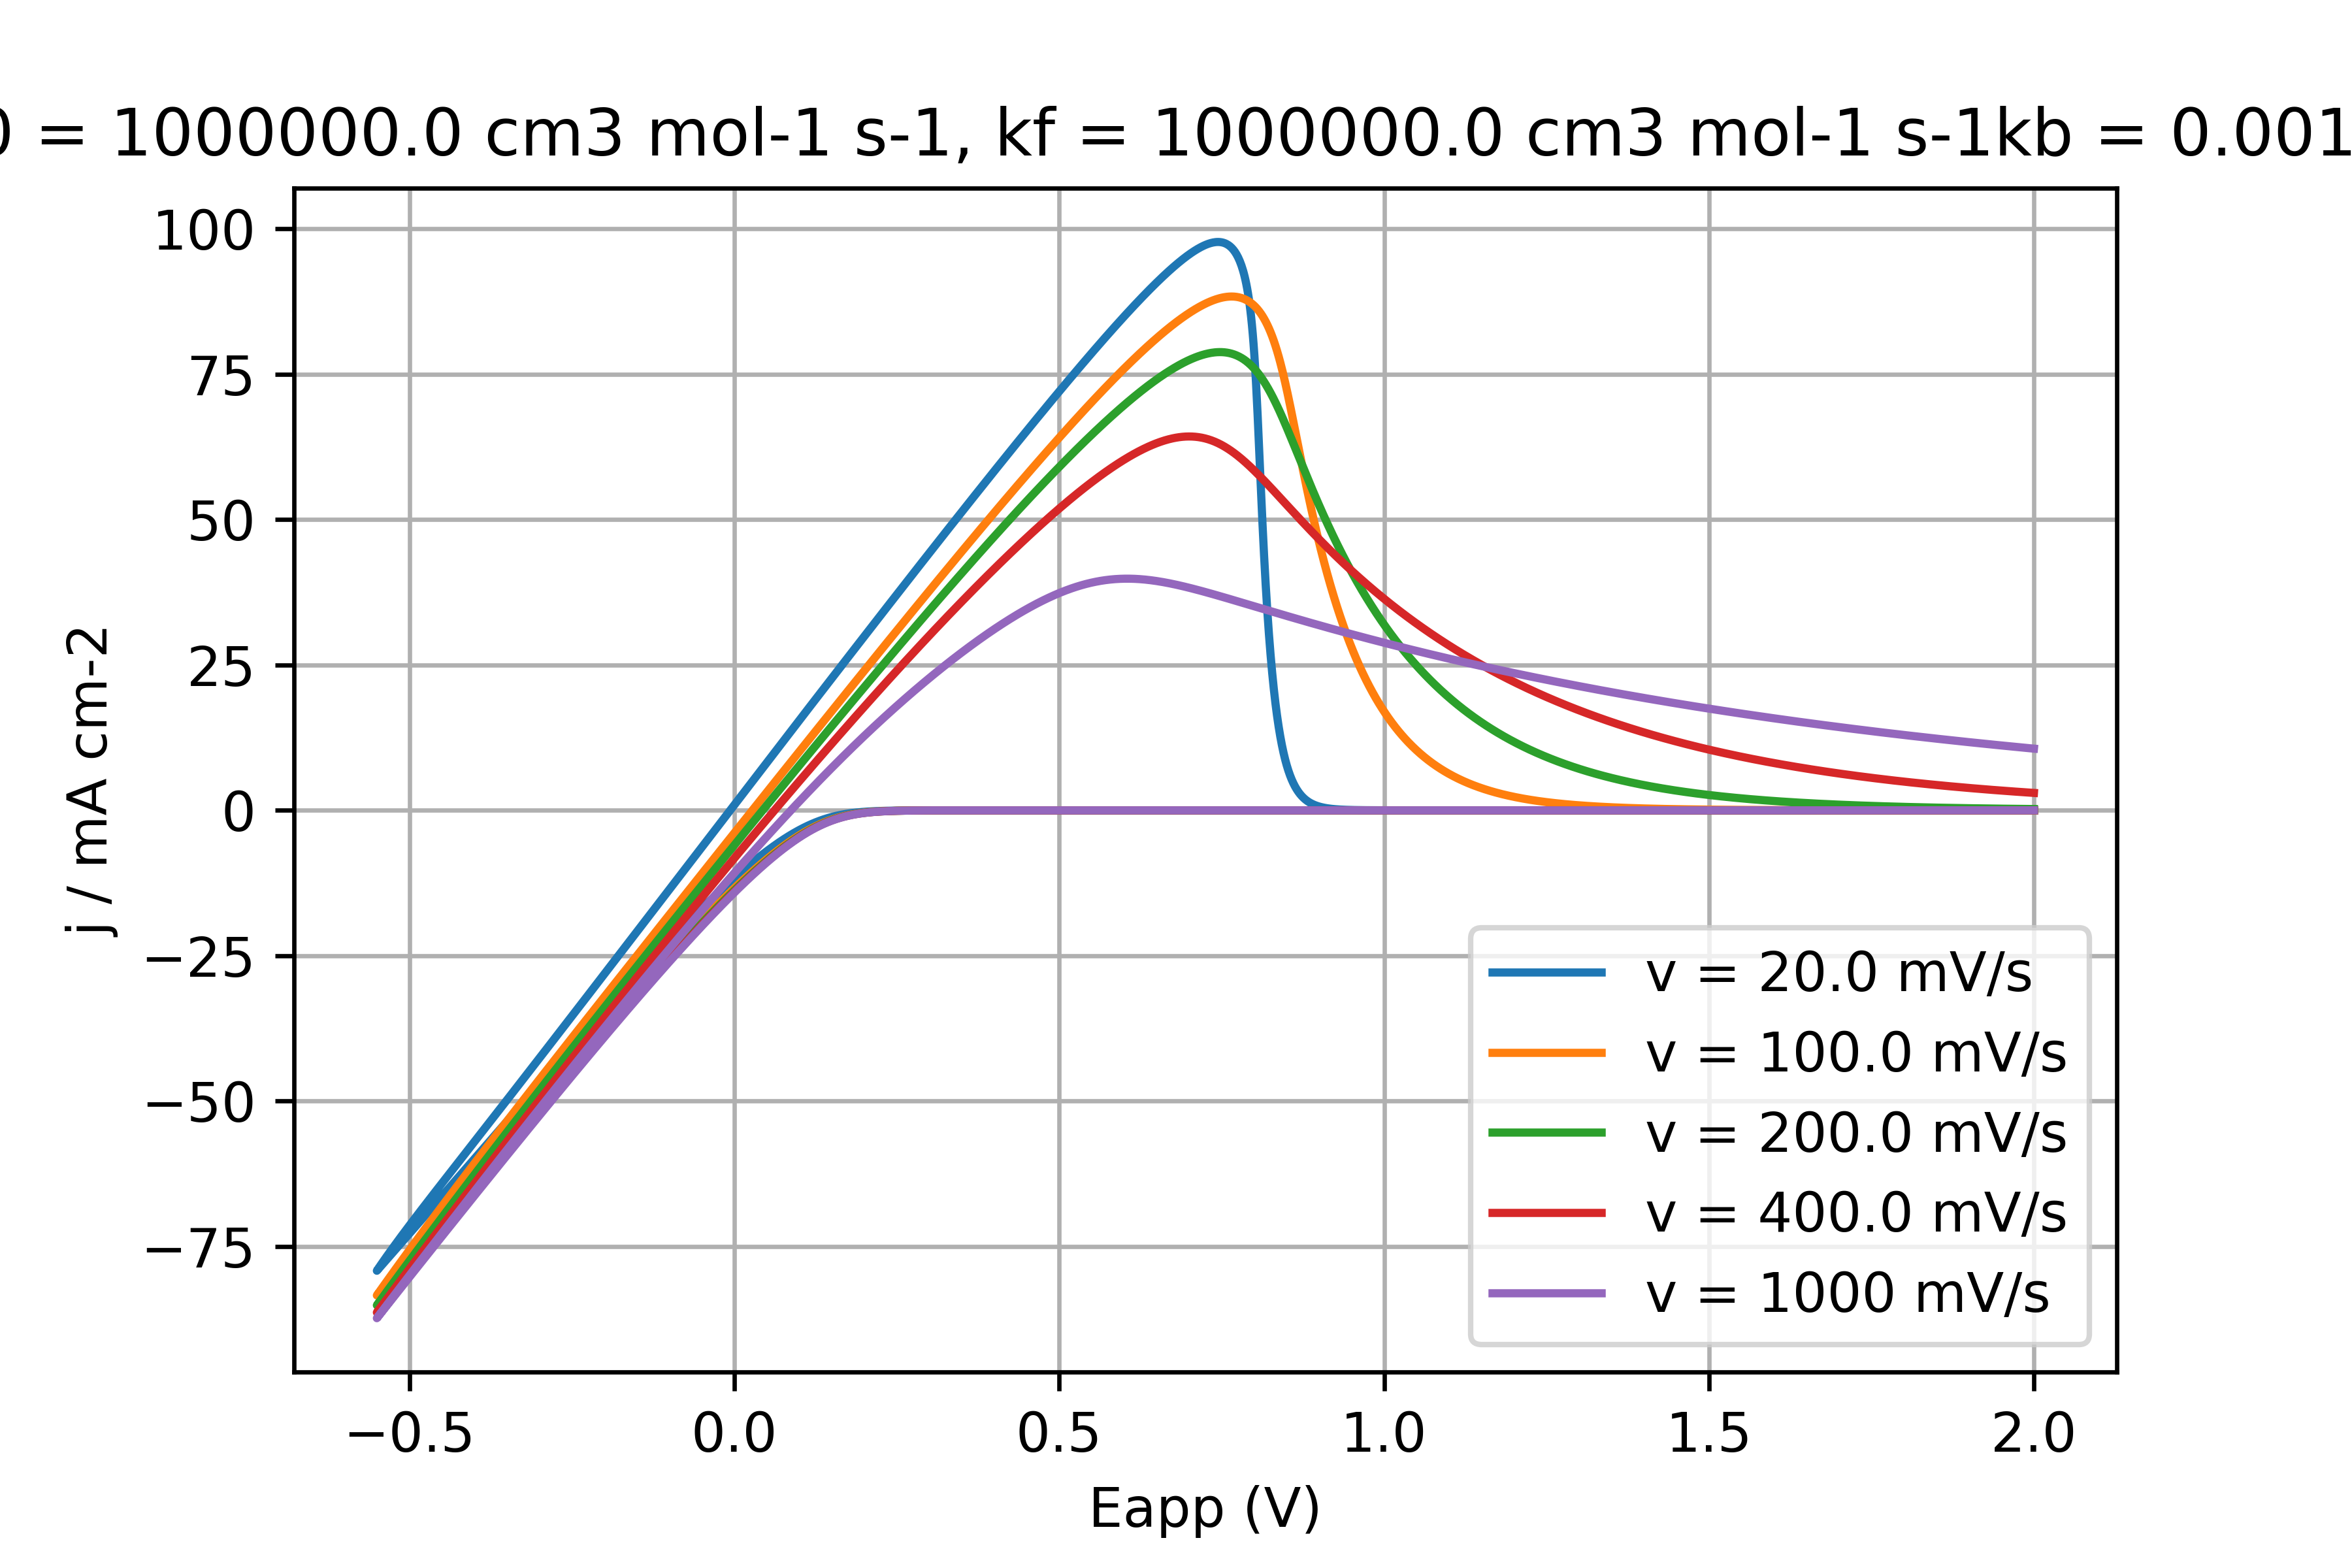 0 = 1000000.0 cm3 mol-1 s-1, kf = 1000000.0 cm3 mol-1 s-1kb = 0.001
100
75
50
25
0
−25
−50
−75
j / mA cm-2
v = 20.0 mV/s
v = 100.0 mV/s
v = 200.0 mV/s
v = 400.0 mV/s
v = 1000 mV/s
−0.5 0.0 0.5 1.0 1.5 2.0
Eapp (V)